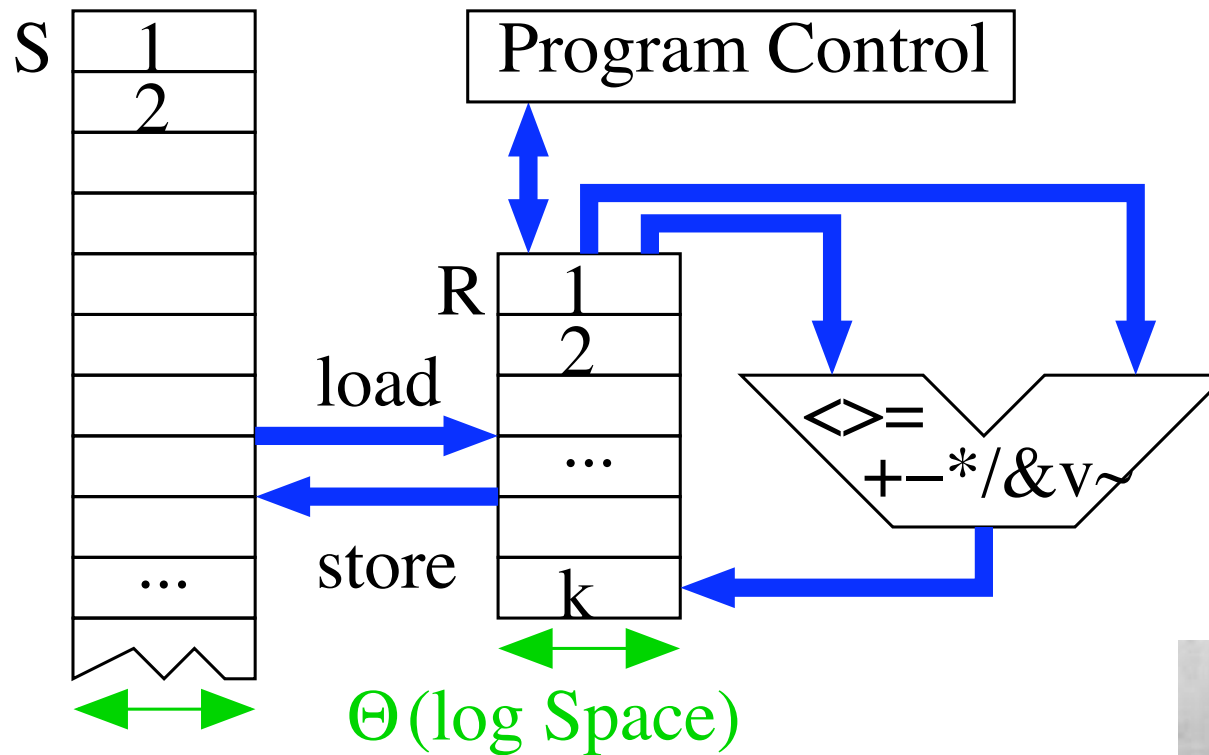 S
1
2
...
Program Control
R
1
2
...
k
load
store
<>=
+−*/&v~
Θ(log Space)